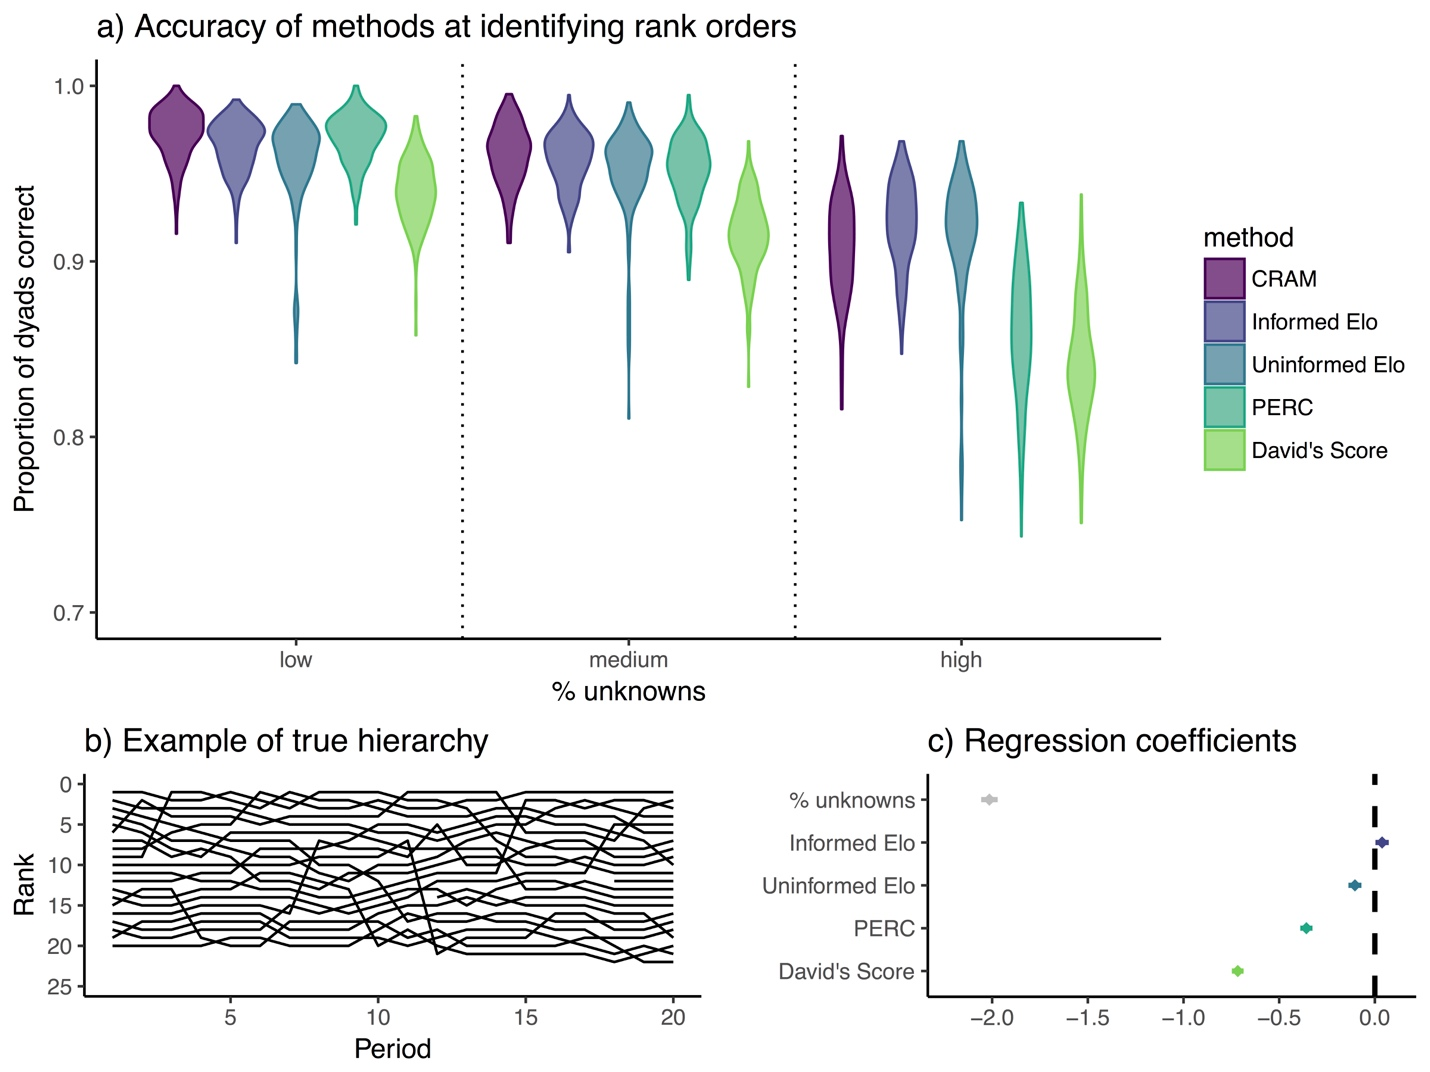 a) Accuracy of methods at identifying rank orders
Proportion of dyads correct
1.0
0.9
0.8
0.7
low medium high
% unknowns
method
CRAM
Informed Elo
Uninformed Elo
PERC
David's Score
b) Example of true hierarchy
Rank
0
5
10
15
20
25
5 10 15 20
Period
c) Regression coefficients
% unknowns
Informed Elo
Uninformed Elo
PERC
David's Score
−2.0 −1.5 −1.0 −0.5 0.0